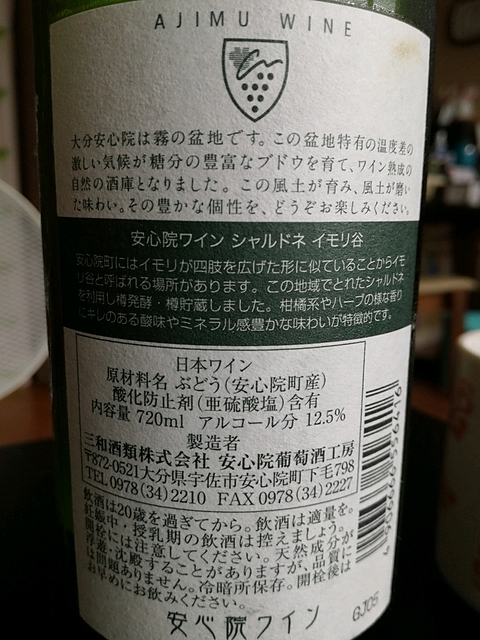 AJIMU WINE
大分安心院は霧の盆地です。この盆地特有の温度差の
激しい気候が糖分の豊富なブドウを育て、ワイン熟成の
自然の酒庫となりました。この風土が育み、風土が磨い
た味わい。その豊かな個性を、どうぞお楽しみください。
安心院ワイン シャルドネ イモリ谷
安心院町にはイモリが四肢を広げた形に似ていることからイモ
リ谷と呼ばれる場所があります。この地域でとれたシャルドネ
を利用し樽発酵・樽貯蔵しました。柑橘系やハーブの様な香り
にキレのある酸味やミネラル感豊かな味わいが特徴的です。
日本ワイン
原材料名 ぶどう(安心院町産)
酸化防止剤(亜硫酸塩)含有
内容量 720ml アルコール分 12.5%
製造者
三和酒類株式会社 安心院葡萄酒工房
〒872-0521大分県宇佐市安心院町下毛798
TEL 0978(34)2210 FAX 0978(34)2227
飲酒は20歳を過ぎてから。飲酒は適量を。
妊娠中・授乳期の飲酒は控えましょう。
開栓には注意してください。天然成分が
浮遊・沈殿することがありますが、品質に
は問題ありません。冷暗所保存。開栓後は
お早めにお飲みください。
安心院ワイン
GJ05